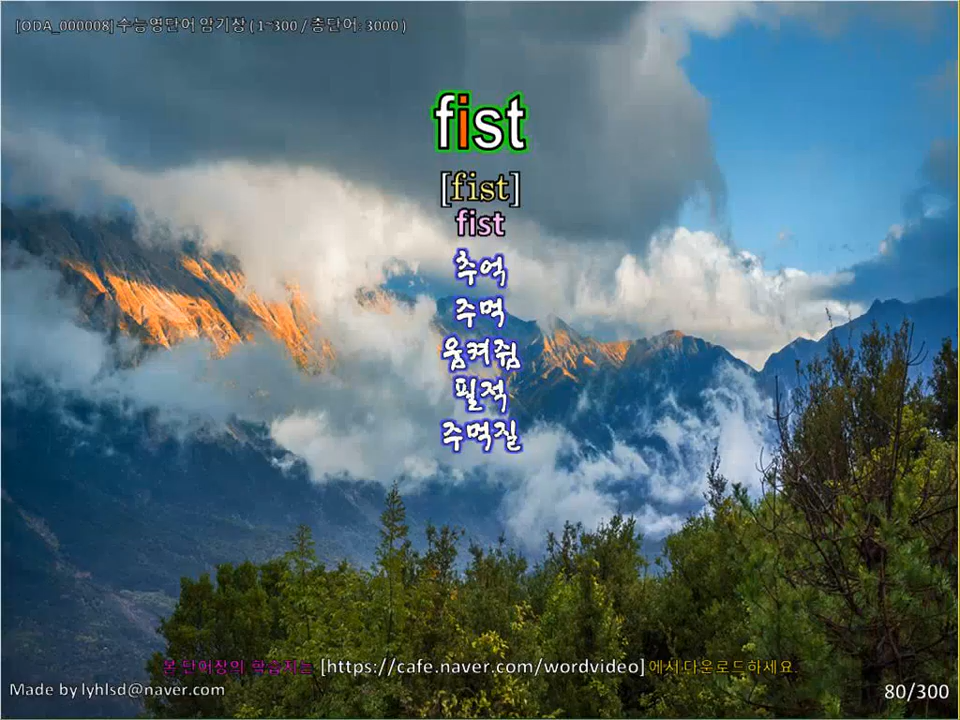 [ODA_000008] 수능영단어 암기장 ( 1~300 / 총단어: 3000 )
fist
[fist]
fist
추억
주먹
움켜쥠
필적
주먹질
본 단어장의 학습지는 [https://cafe.naver.com/wordvideo] 에서 다운로드하세요.
Made by lyhlsd@naver.com
80/300